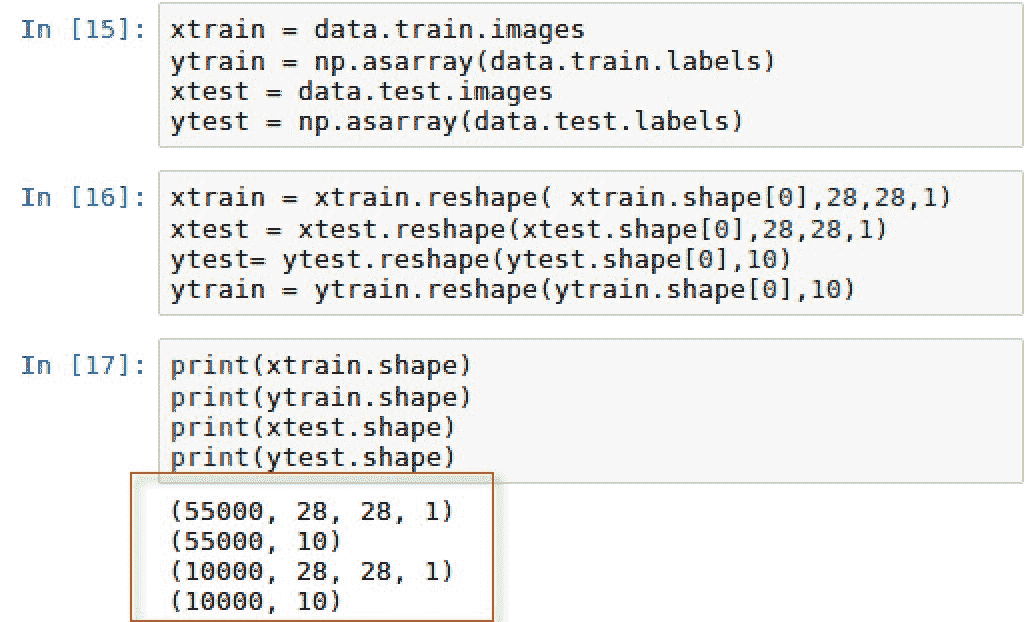 In [15]: xtrain = data.train.images
ytrain = np.asarray(data.train.labels)
xtest = data.test.images
ytest = np.asarray(data.test.labels)
In [16]: xtrain = xtrain.reshape( xtrain.shape[0],28,28,1)
xtest = xtest.reshape(xtest.shape[0],28,28,1)
ytest= ytest.reshape(ytest.shape[0],10)
ytrain = ytrain.reshape(ytrain.shape[0],10)
In [17]: print(xtrain.shape)
print(ytrain.shape)
print(xtest.shape)
print(ytest.shape)
(55000, 28, 28, 1)
(55000, 10)
(10000, 28, 28, 1)
(10000, 10)